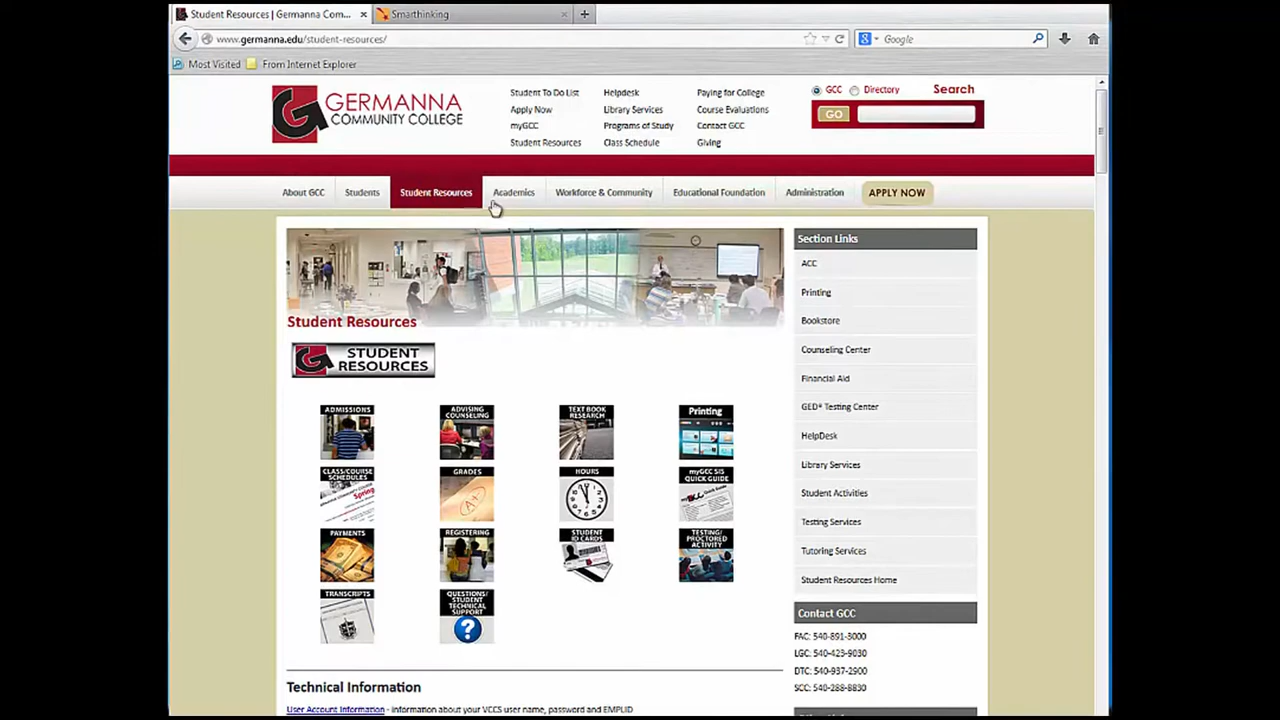 Student Resources | Germanna Com...
Smarthinking
www.germanna.edu/student-resources/
Google
Most Visited
From Internet Explorer
GERMANNA
COMMUNITY COLLEGE
Student To Do List
Helpdesk
Paying for College
Apply Now
Library Services
Course Evaluations
myGCC
Programs of Study
Contact GCC
Student Resources
Class Schedule
Giving
GCC
Directory
Search
GO
About GCC
Students
Student Resources
Academics
Workforce & Community
Educational Foundation
Administration
APPLY NOW
Student Resources
STUDENT
RESOURCES
ADMISSIONS
ADVISING
COUNSELING
TEXT BOOK
RESEARCH
Printing
CLASS/COURSE
SCHEDULES
Spring
GRADES
A+
HOURS
myGCC SIS
QUICK GUIDE
PAYMENTS
REGISTERING
STUDENT
ID CARDS
TESTING/
PROCTORED
ACTIVITY
TRANSCRIPTS
QUESTIONS/
STUDENT
TECHNICAL
SUPPORT
?
Technical Information
User Account Information - information about your VCCS user name, password and EMPLID
Section Links
ACC
Printing
Bookstore
Counseling Center
Financial Aid
GED® Testing Center
HelpDesk
Library Services
Student Activities
Testing Services
Tutoring Services
Student Resources Home
Contact GCC
FAC: 540-891-3000
LGC: 540-423-9030
DTC: 540-937-2900
SCC: 540-288-8830